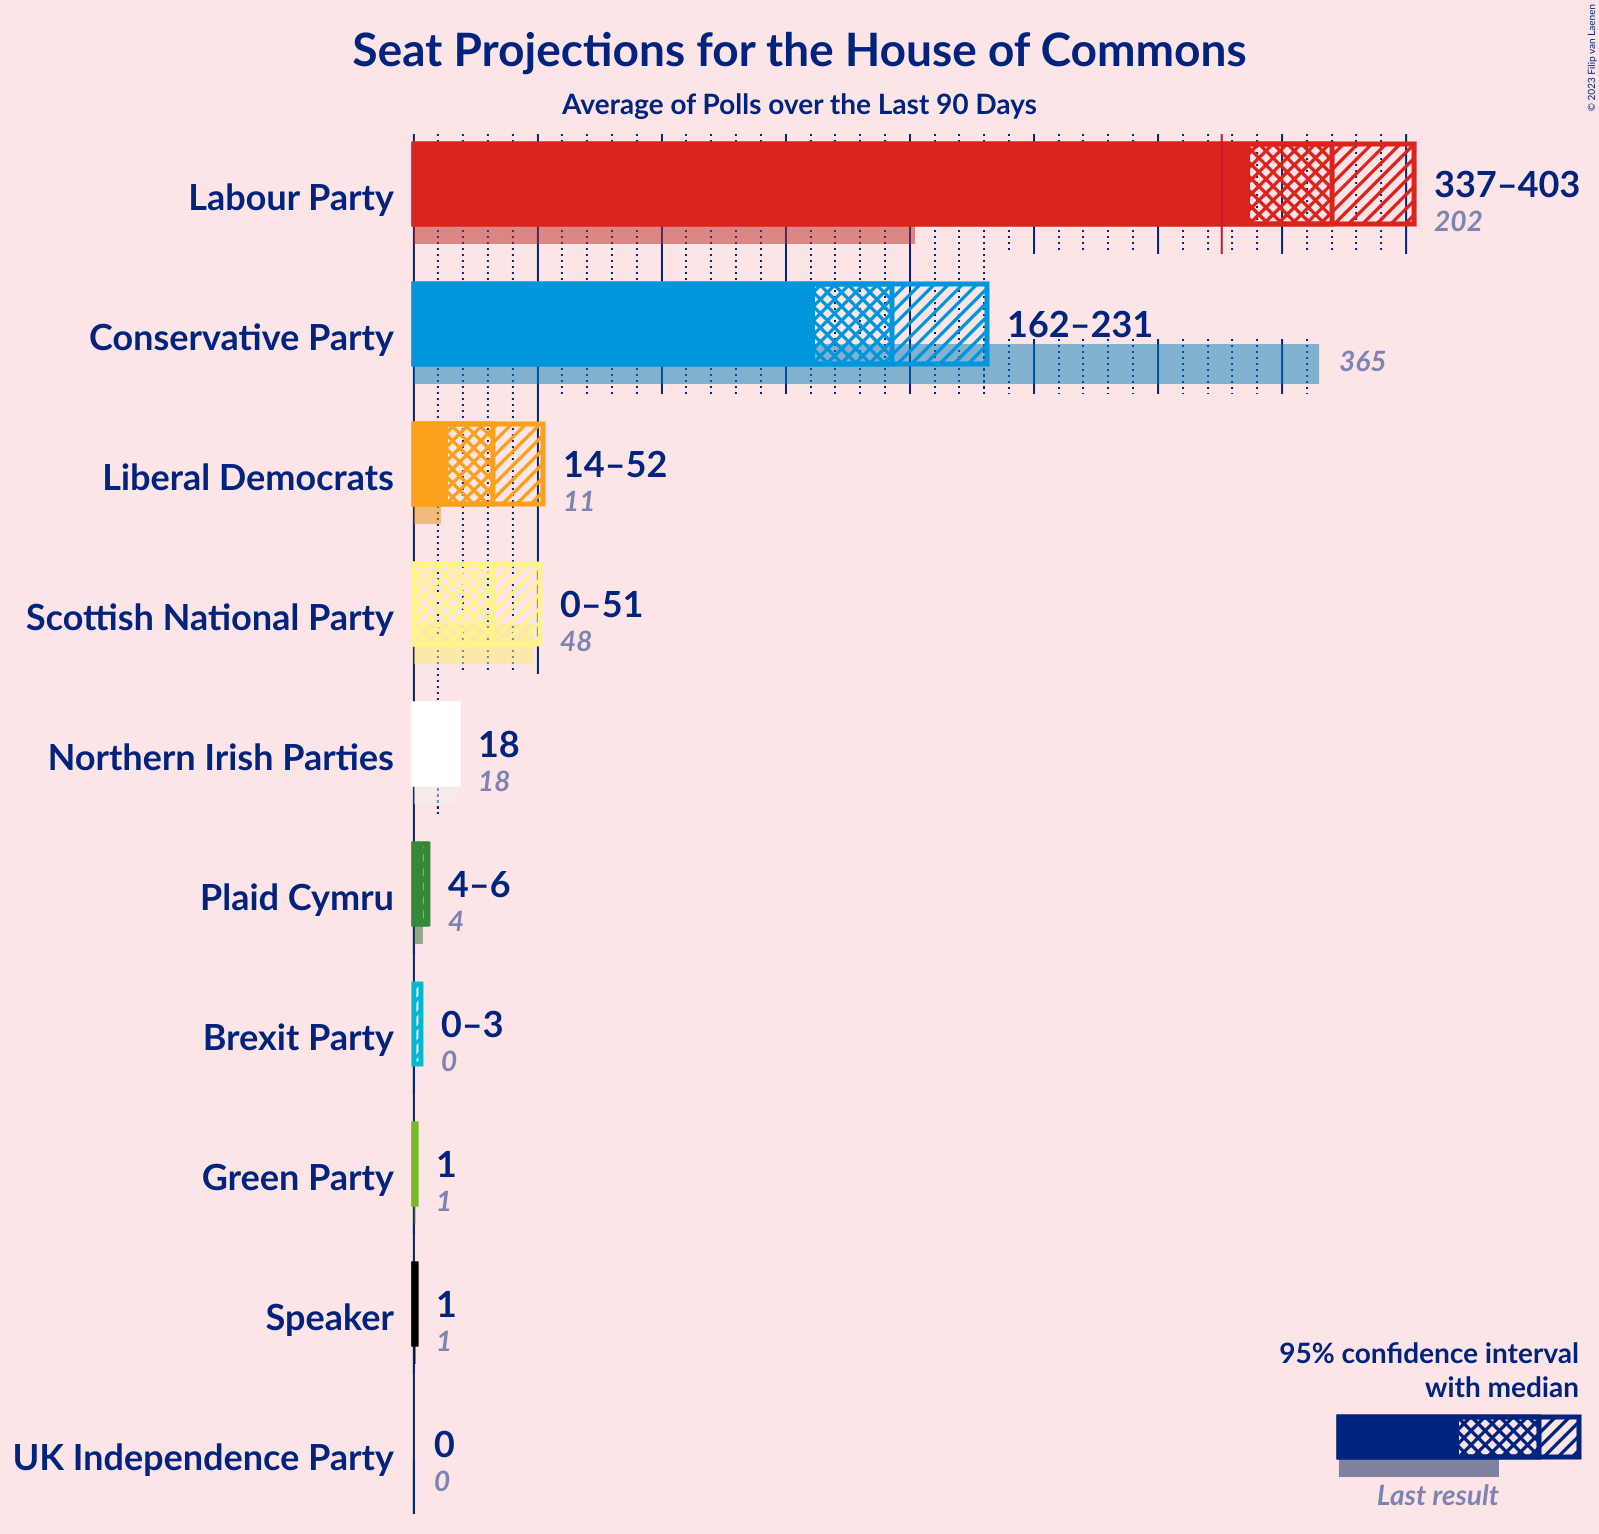 Seat Projections for the House of Commons
Average of Polls over the Last 90 Days
© 2023 Filip van Laenen
Labour Party
337–403
202
Conservative Party
162–231
365
Liberal Democrats
14–52
11
Scottish National Party
0–51
48
Northern Irish Parties
18
18
Plaid Cymru
4–6
4
Brexit Party
0–3
0
Green Party
1
1
Speaker
1
1
UK Independence Party
0
0
95% confidence interval
with median
Last result